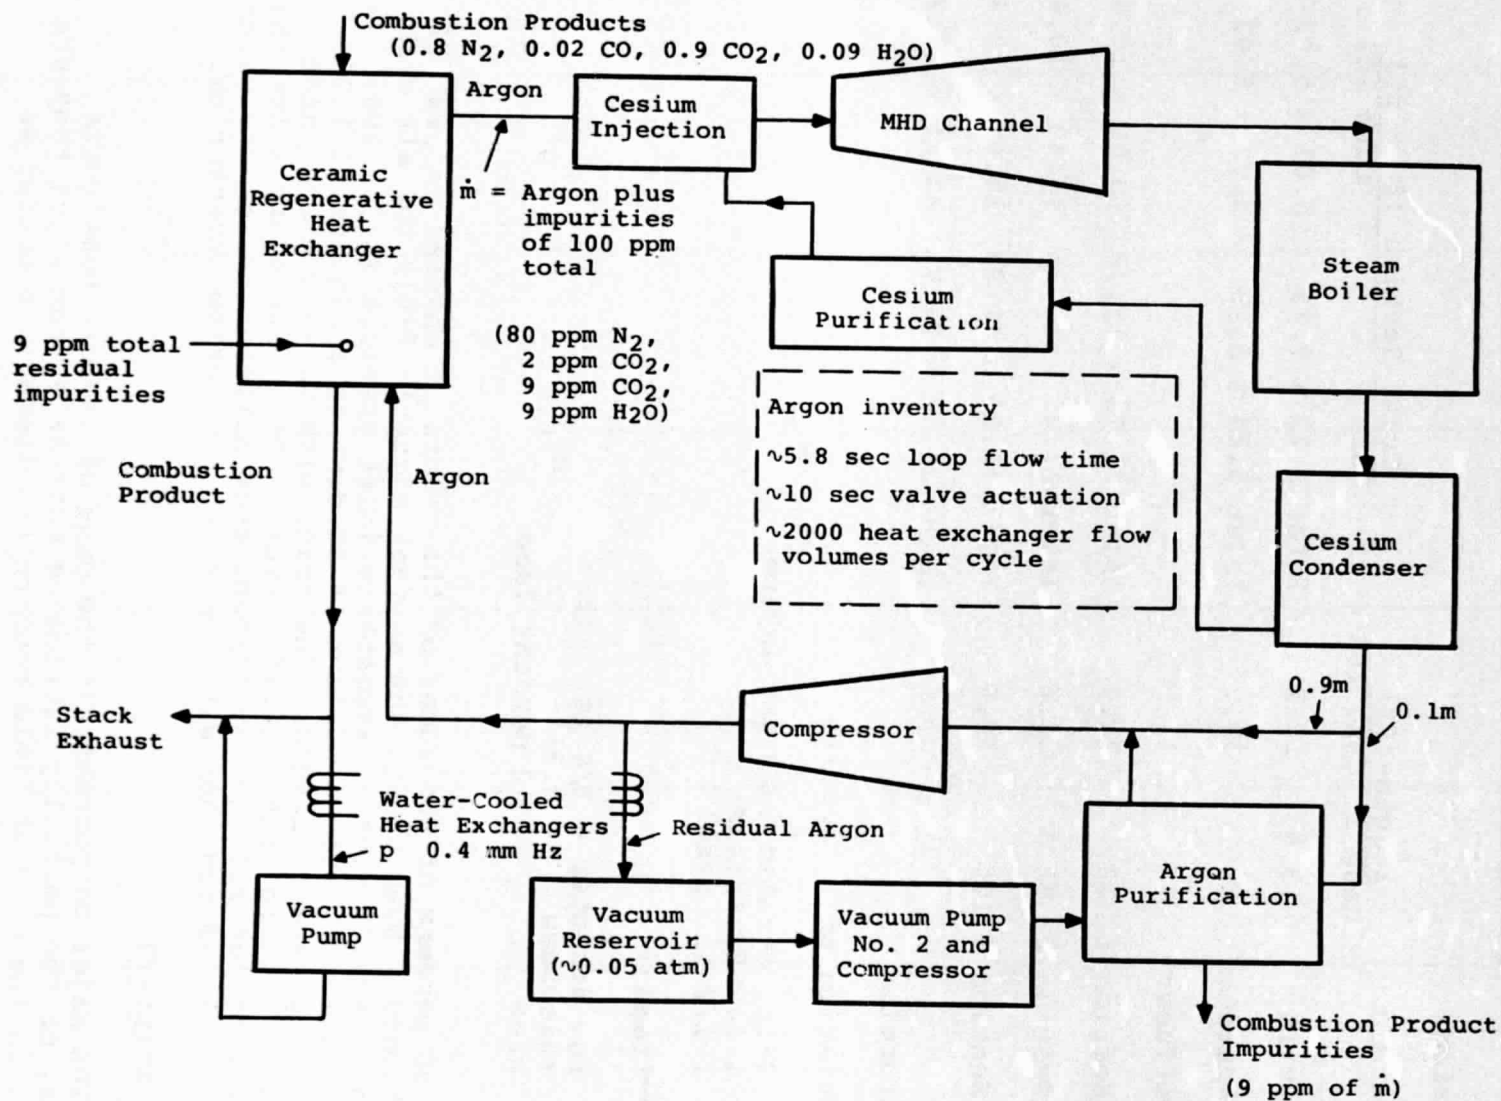 Combustion Products
(0.8 N₂, 0.02 CO, 0.9 CO₂, 0.09 H₂O)
Argon
Cesium
Injection
MHD Channel
Ceramic
Regenerative
Heat
Exchanger
ṁ = Argon plus
impurities
of 100 ppm
total
Cesium
Purification
Steam
Boiler
9 ppm total
residual
impurities
(80 ppm N₂,
2 ppm CO₂,
9 ppm CO₂,
9 ppm H₂O)
Argon inventory
~5.8 sec loop flow time
~10 sec valve actuation
~2000 heat exchanger flow
volumes per cycle
Combustion
Product
Argon
Cesium
Condenser
0.9m
0.1m
Stack
Exhaust
Compressor
Water-Cooled
Heat Exchangers
p 0.4 mm Hz
Residual Argon
Vacuum
Pump
Vacuum
Reservoir
(~0.05 atm)
Vacuum Pump
No. 2 and
Compressor
Argon
Purification
Combustion Product
Impurities
(9 ppm of ṁ)